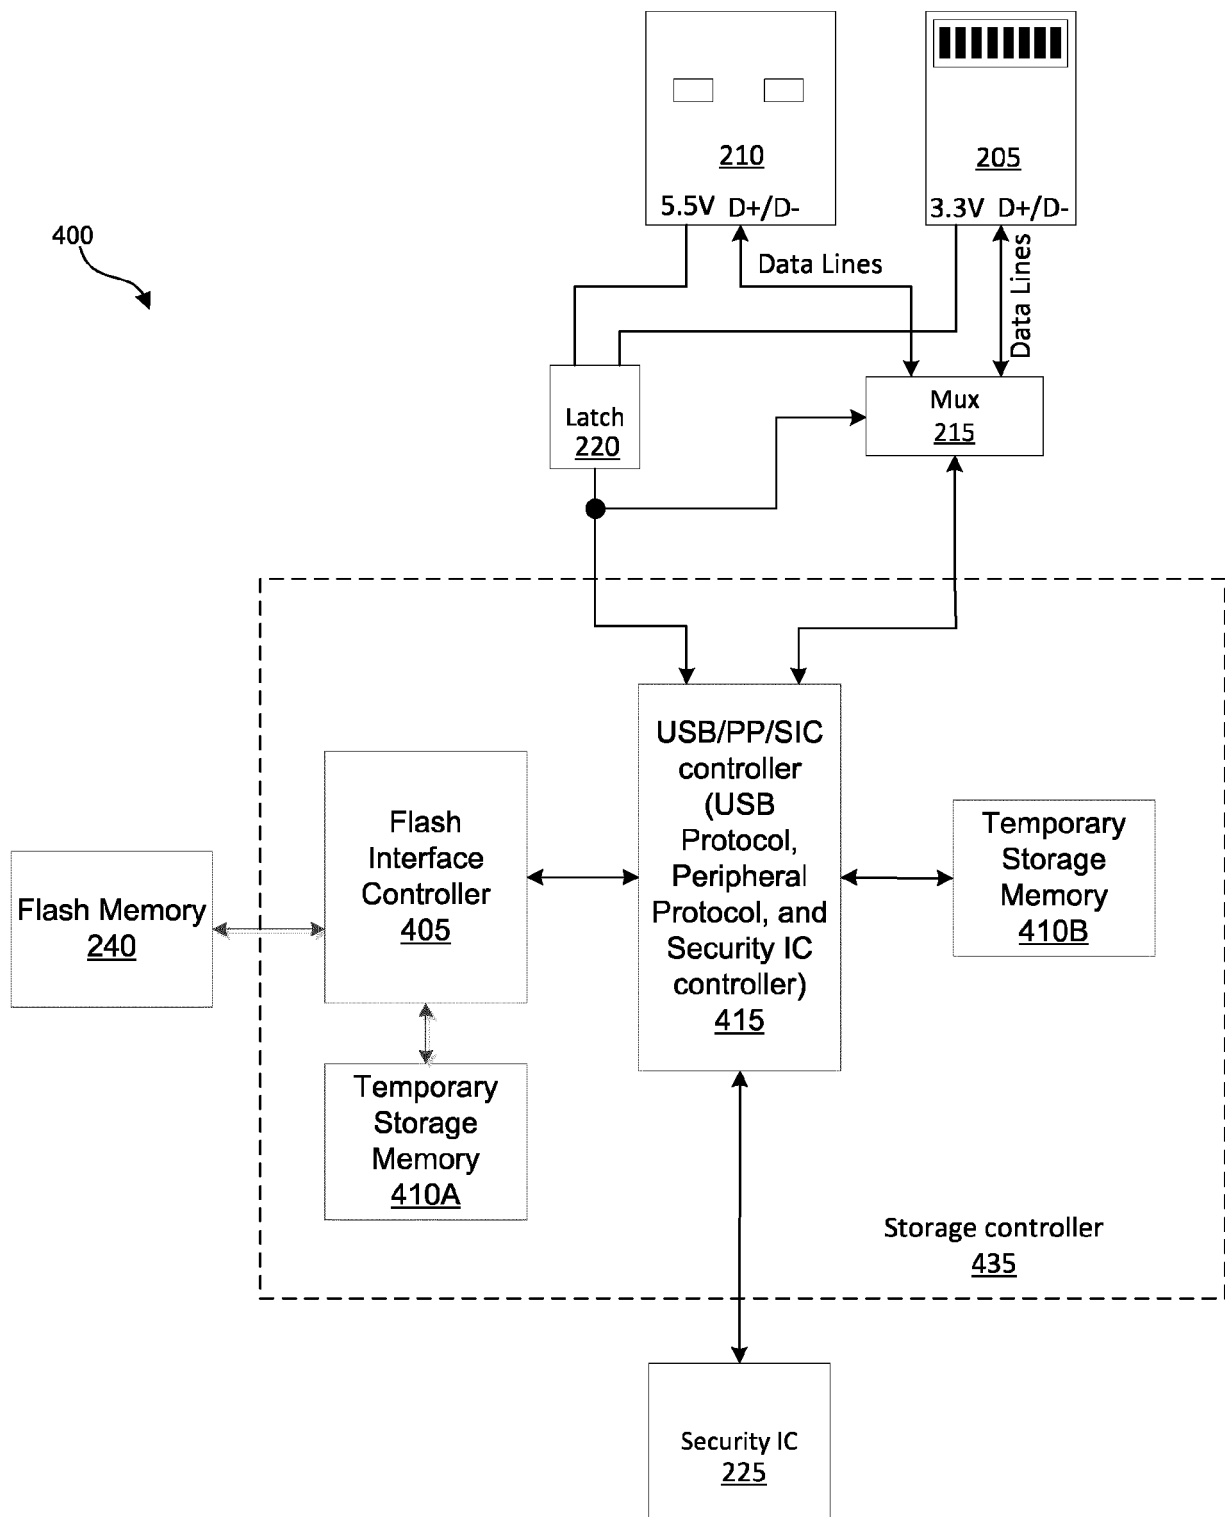 210
205
5.5V D+/D-
3.3V D+/D-
400
Data Lines
Data Lines
Latch
220
Mux
215
USB/PP/SIC
controller
(USB
Protocol,
Peripheral
Protocol, and
Security IC
controller)
415
Flash
Interface
Controller
405
Temporary
Storage
Memory
410B
Flash Memory
240
Temporary
Storage
Memory
410A
Storage controller
435
Security IC
225